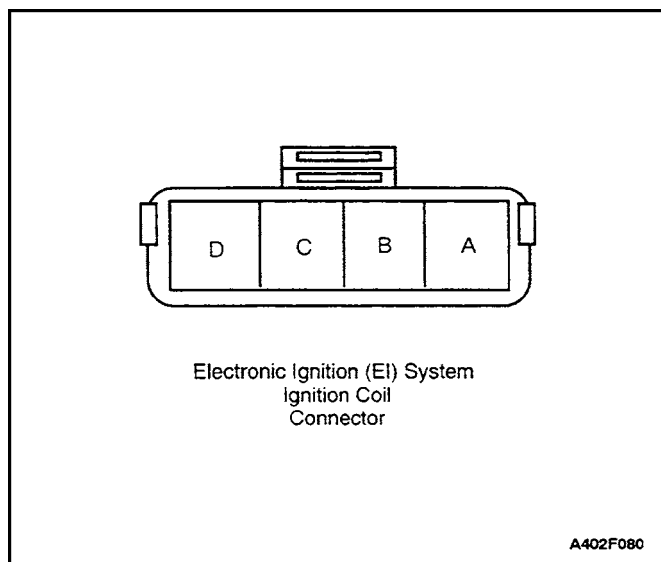 D C B A
Electronic Ignition (EI) System
Ignition Coil
Connector
A402F080